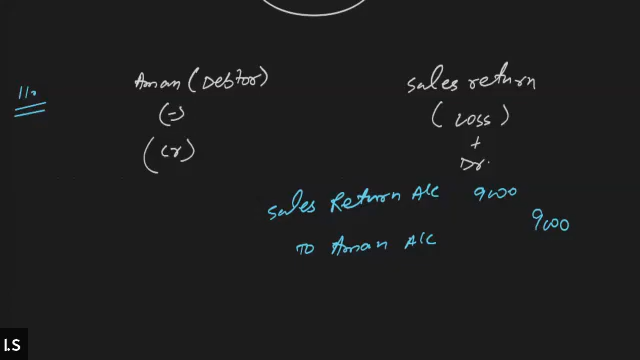 11.
Aman (Debtor)
(-)
(Cr)
sales return
(Loss)
+
Dr.
Sales Return A/c 9000
9000
To Aman A/c
I.S